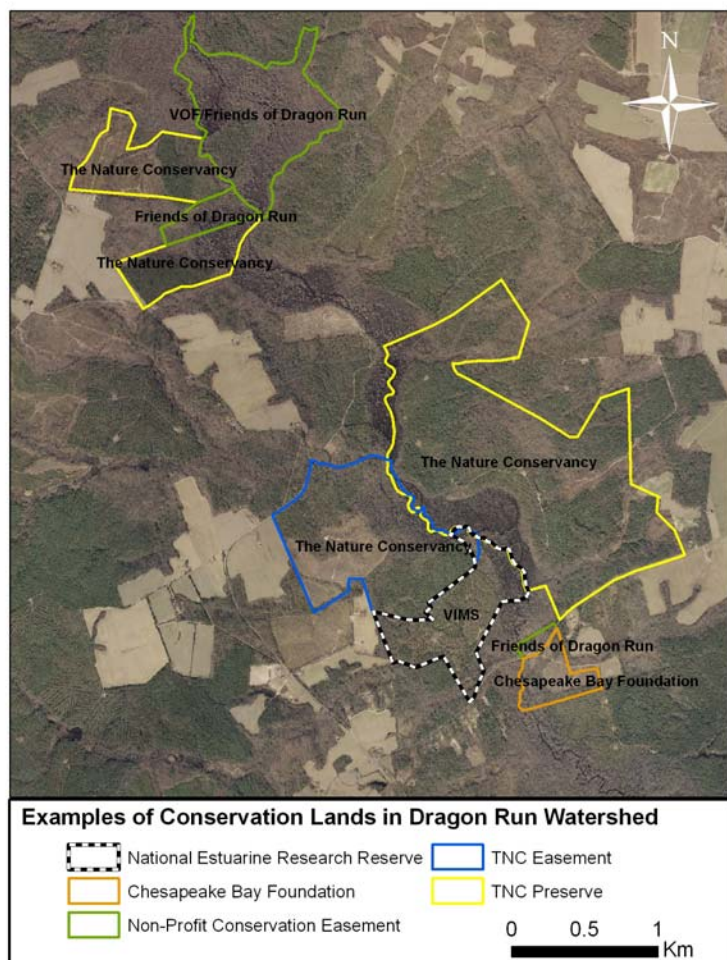 N
VOF/Friends of Dragon Run
The Nature Conservancy
Friends of Dragon Run
The Nature Conservancy
The Nature Conservancy
The Nature Conservancy
VIMS
Friends of Dragon Run
Chesapeake Bay Foundation
Examples of Conservation Lands in Dragon Run Watershed
National Estuarine Research Reserve
TNC Easement
Chesapeake Bay Foundation
TNC Preserve
Non-Profit Conservation Easement
0 0.5 1
Km